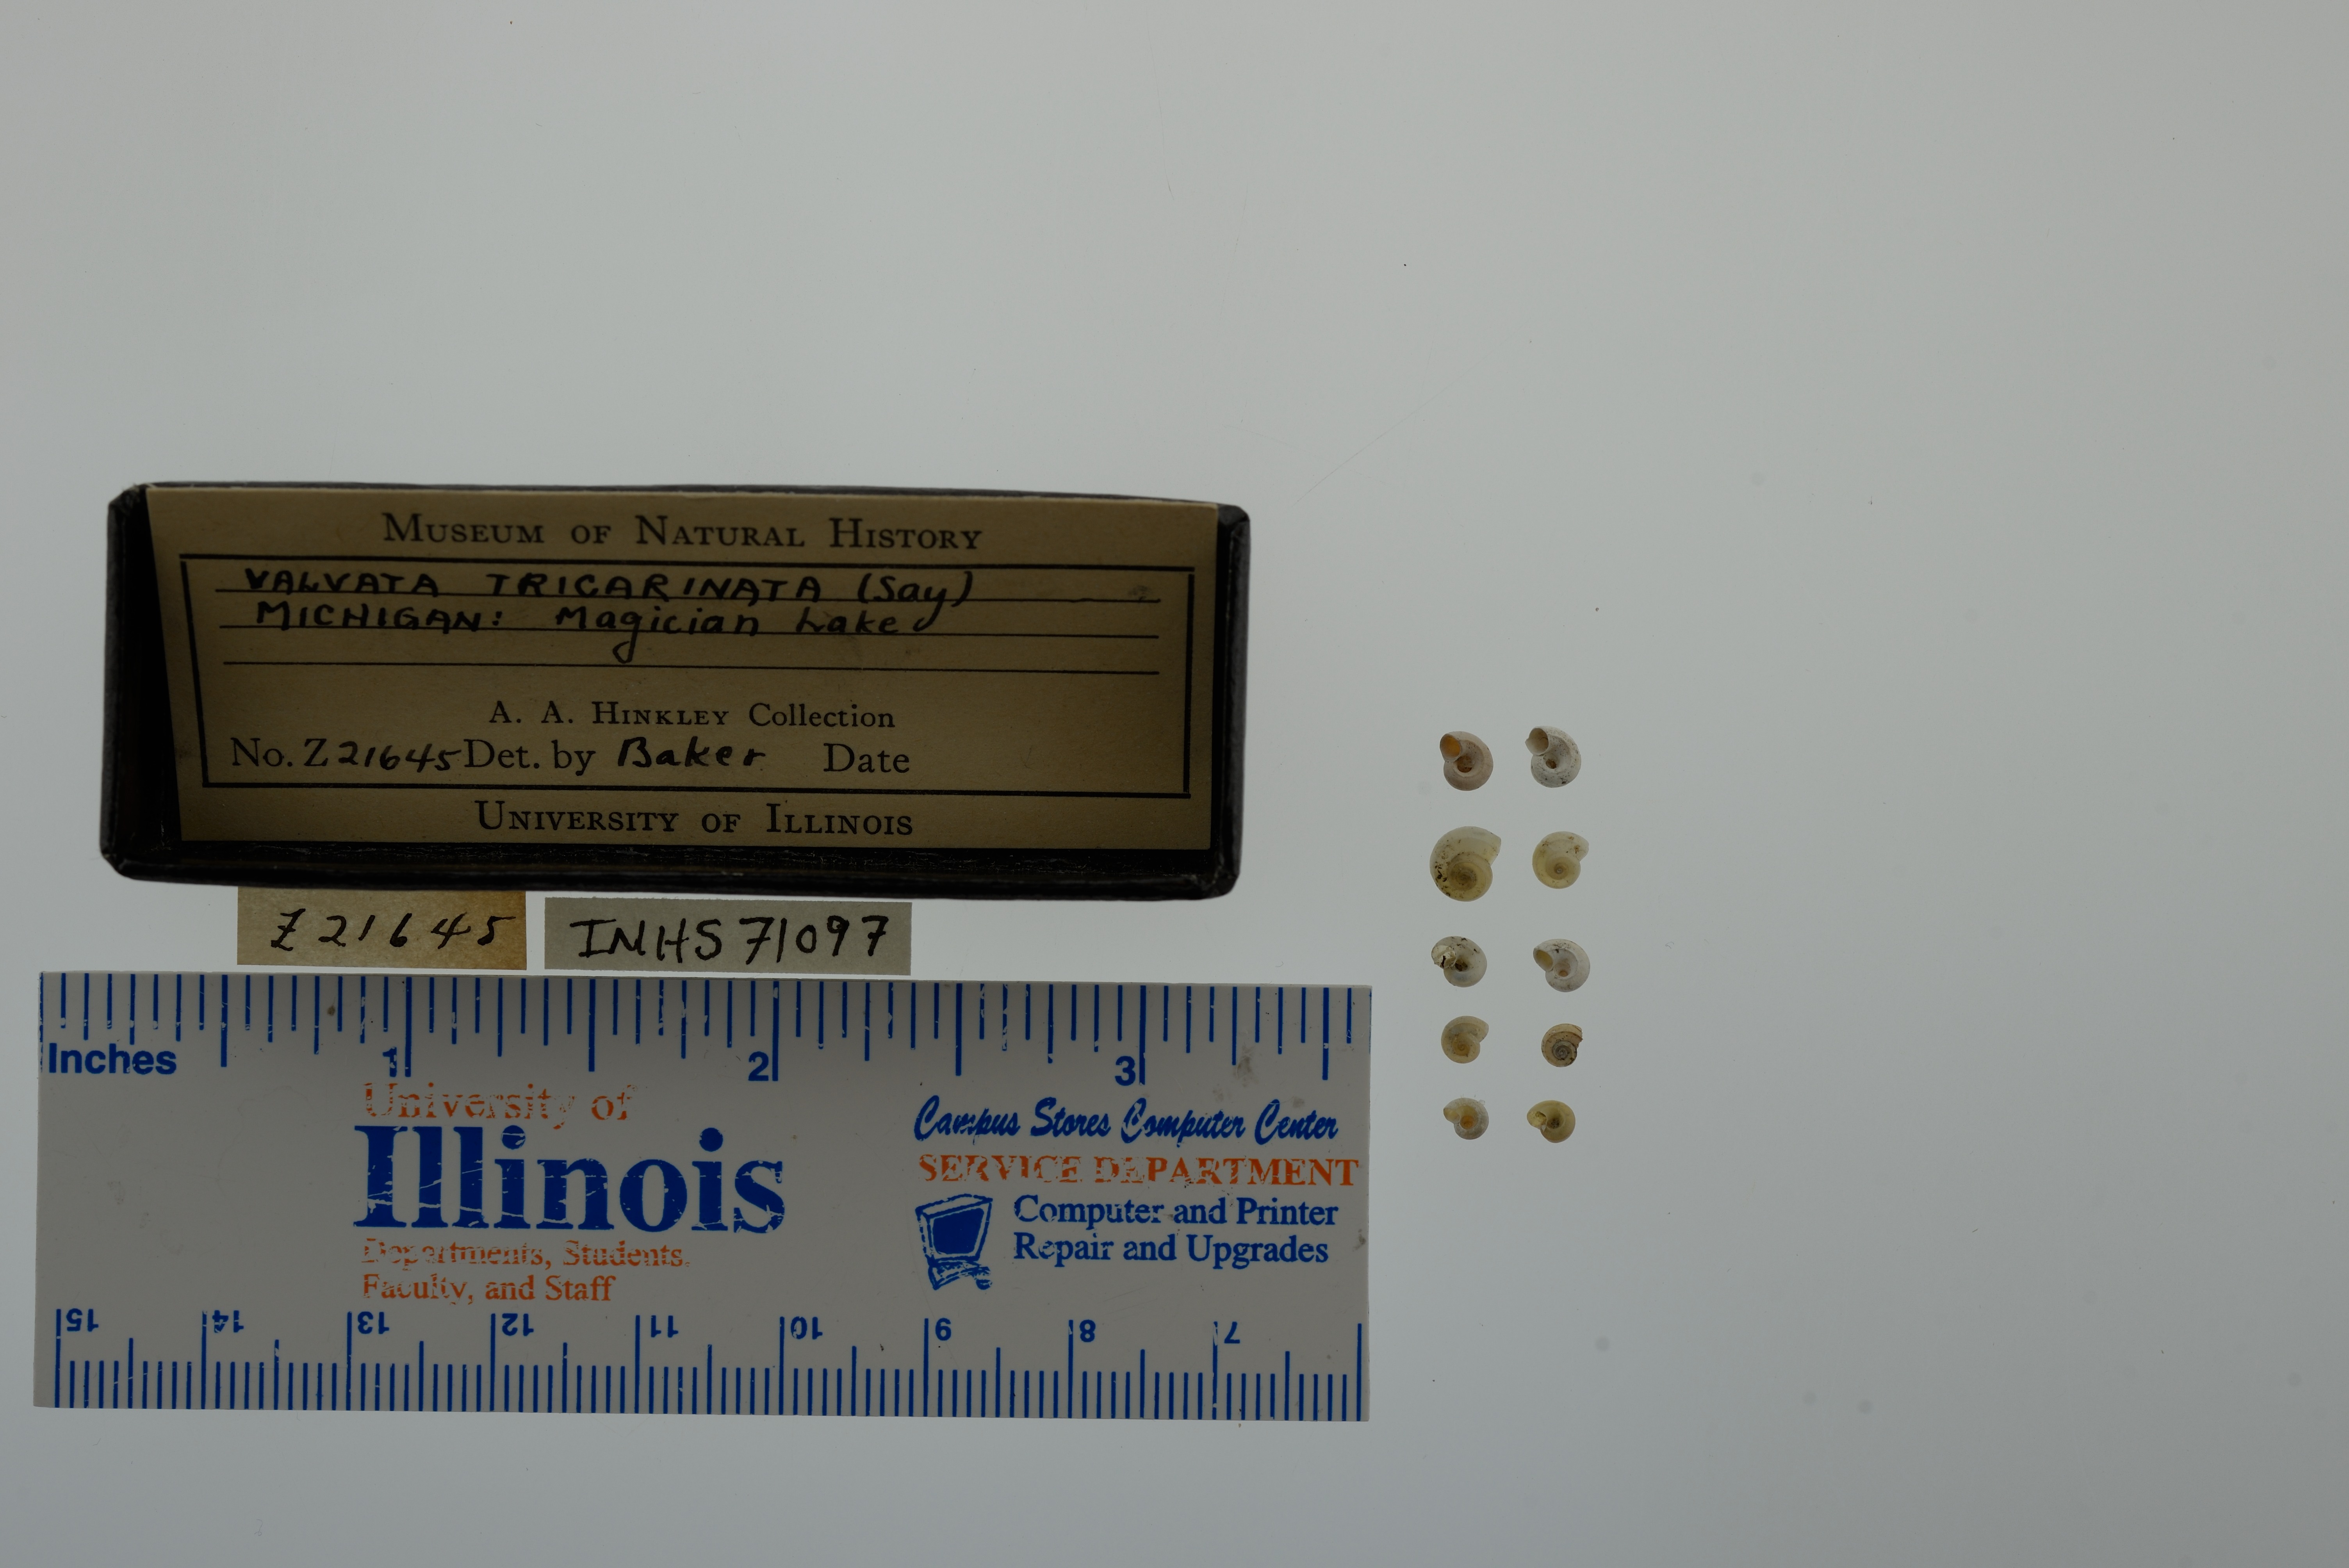 MUSEUM OF NATURAL HISTORY
VALVATA TRICARINATA (Say)
MICHIGAN: Magician Lake
A. A. HINKLEY Collection
No. Z21645 Det. by Baker Date
UNIVERSITY OF ILLINOIS
Z21645
INHS71097
Inches 1 2 3
University of
Illinois
Departments, Students,
Faculty, and Staff
Campus Stores Computer Center
SERVICE DEPARTMENT
Computer and Printer
Repair and Upgrades
15 14 13 12 11 10 9 8 7